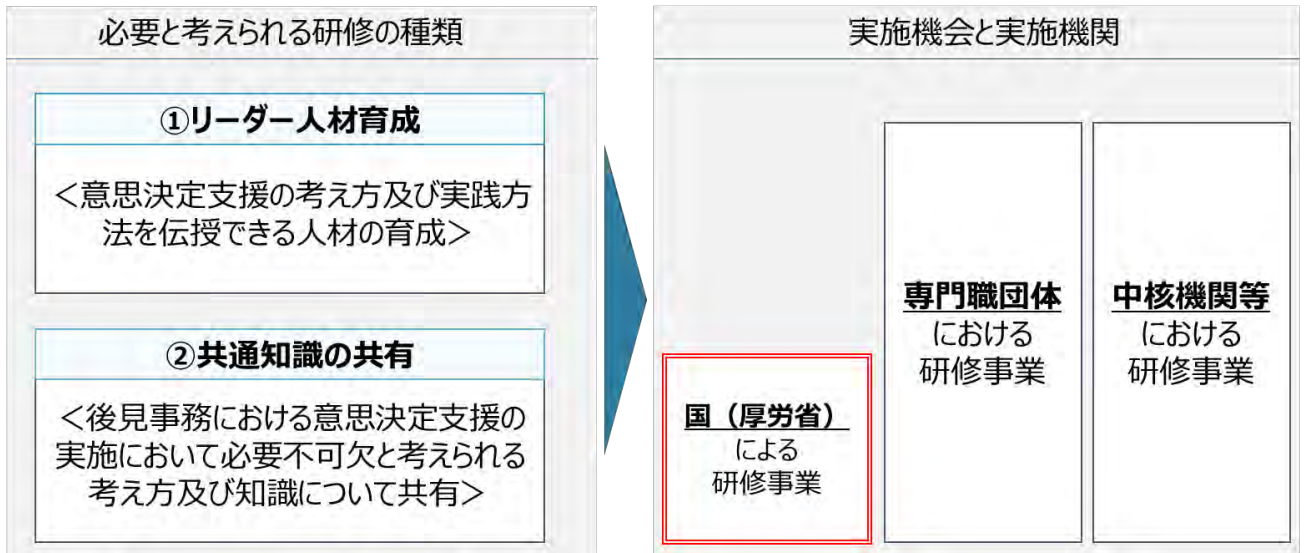 必要と考えられる研修の種類
①リーダー人材育成
＜意思決定支援の考え方及び実践方
法を伝授できる人材の育成＞
②共通知識の共有
＜後見事務における意思決定支援の
実施において必要不可欠と考えられる
考え方及び知識について共有＞
実施機会と実施機関
国（厚労省）
による
研修事業
専門職団体
における
研修事業
中核機関等
における
研修事業